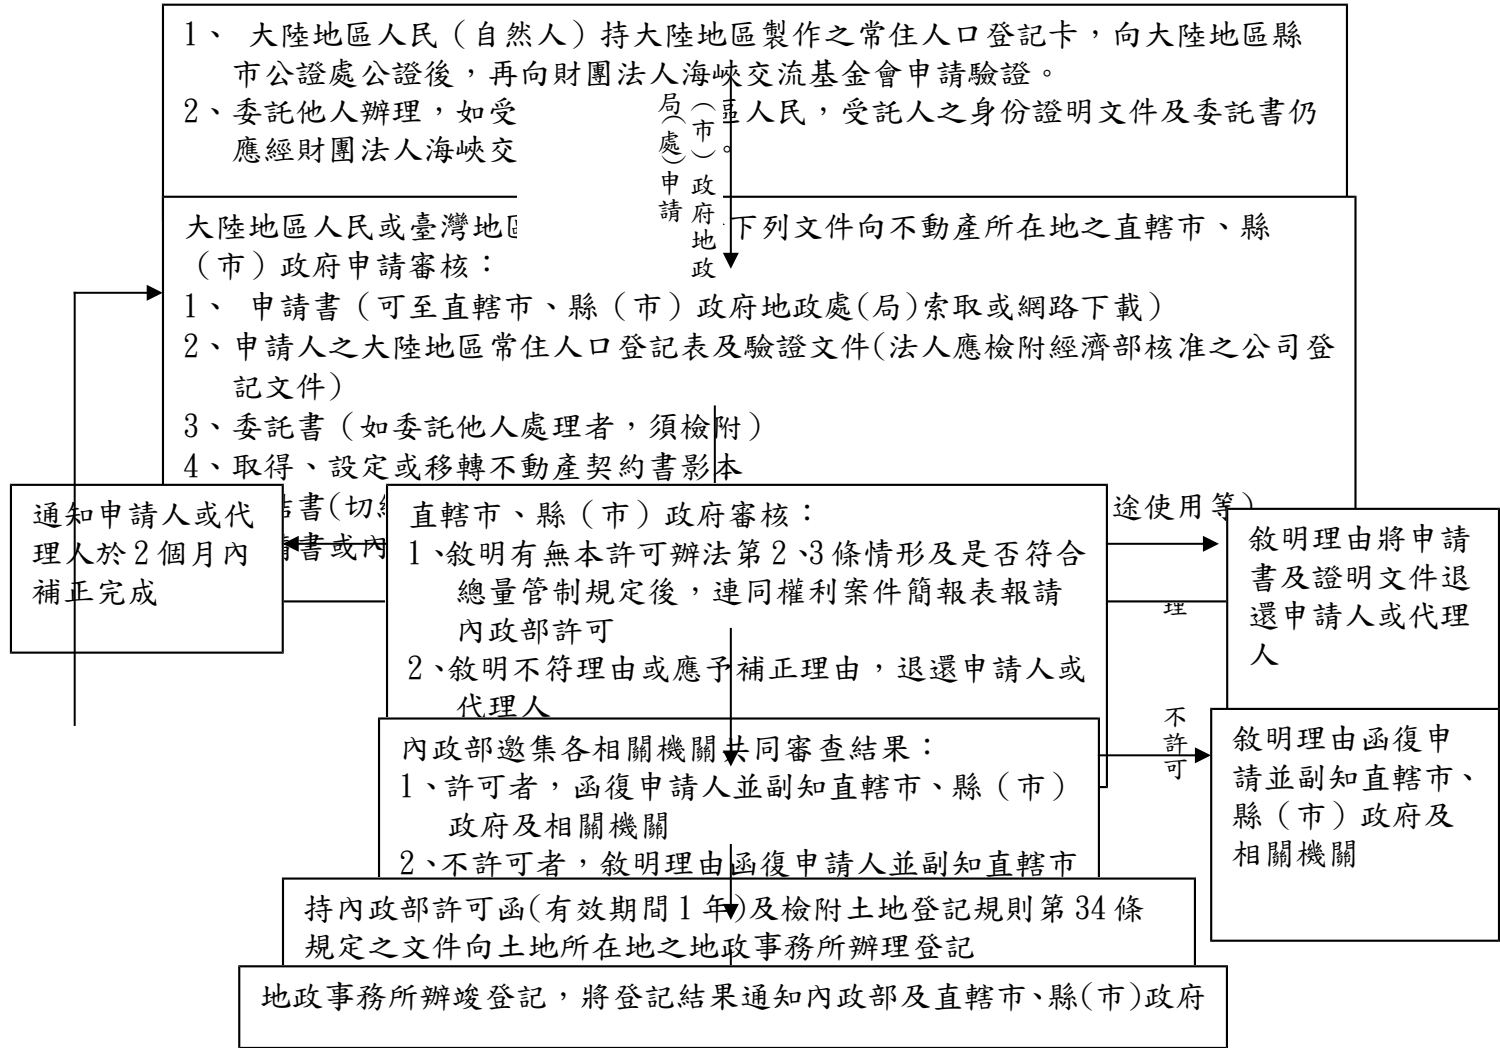 1、 大陸地區人民（自然人）持大陸地區製作之常住人口登記卡，向大陸地區縣
市公證處公證後，再向財團法人海峽交流基金會申請驗證。
2、委託他人辦理，如受
區人民，受託人之身份證明文件及委託書仍
應經財團法人海峽交
。
（市）政府地政
局(處)申請
大陸地區人民或臺灣地區
下列文件向不動產所在地之直轄市、縣
（市）政府申請審核：
1、 申請書（可至直轄市、縣（市）政府地政處(局)索取或網路下載）
2、申請人之大陸地區常住人口登記表及驗證文件(法人應檢附經濟部核准之公司登
記文件)
3、委託書（如委託他人處理者，須檢附）
4、取得、設定或移轉不動產契約書影本
結書(切結
途使用等)
請書或內
通知申請人或代
理人於2個月內
補正完成
直轄市、縣（市）政府審核：
1、敘明有無本許可辦法第2、3條情形及是否符合
總量管制規定後，連同權利案件簡報表報請
內政部許可
2、敘明不符理由或應予補正理由，退還申請人或
代理人
理
敘明理由將申請
書及證明文件退
還申請人或代理
人
內政部邀集各相關機關共同審查結果：
1、許可者，函復申請人並副知直轄市、縣（市）
政府及相關機關
2、不許可者，敘明理由函復申請人並副知直轄市
不許可
敘明理由函復申
請並副知直轄市、
縣（市）政府及
相關機關
持內政部許可函(有效期間1年)及檢附土地登記規則第34條
規定之文件向土地所在地之地政事務所辦理登記
地政事務所辦竣登記，將登記結果通知內政部及直轄市、縣(市)政府